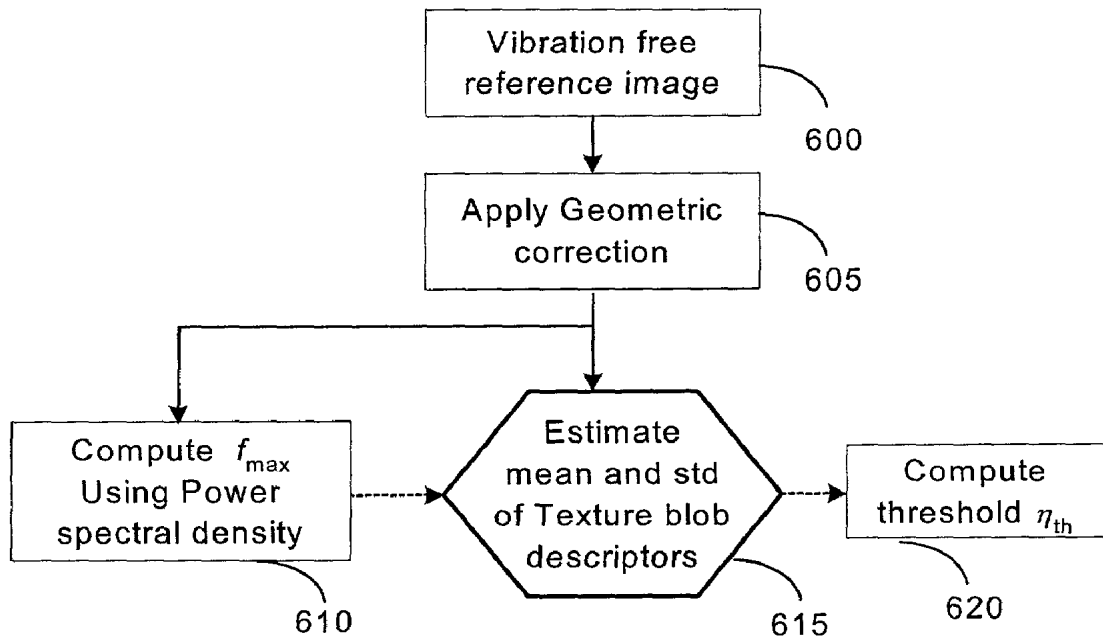 Vibration free
reference image
600
Apply Geometric
correction
605
Compute f_max
Using Power
spectral density
610
Estimate
mean and std
of Texture blob
descriptors
615
Compute
threshold η_th
620